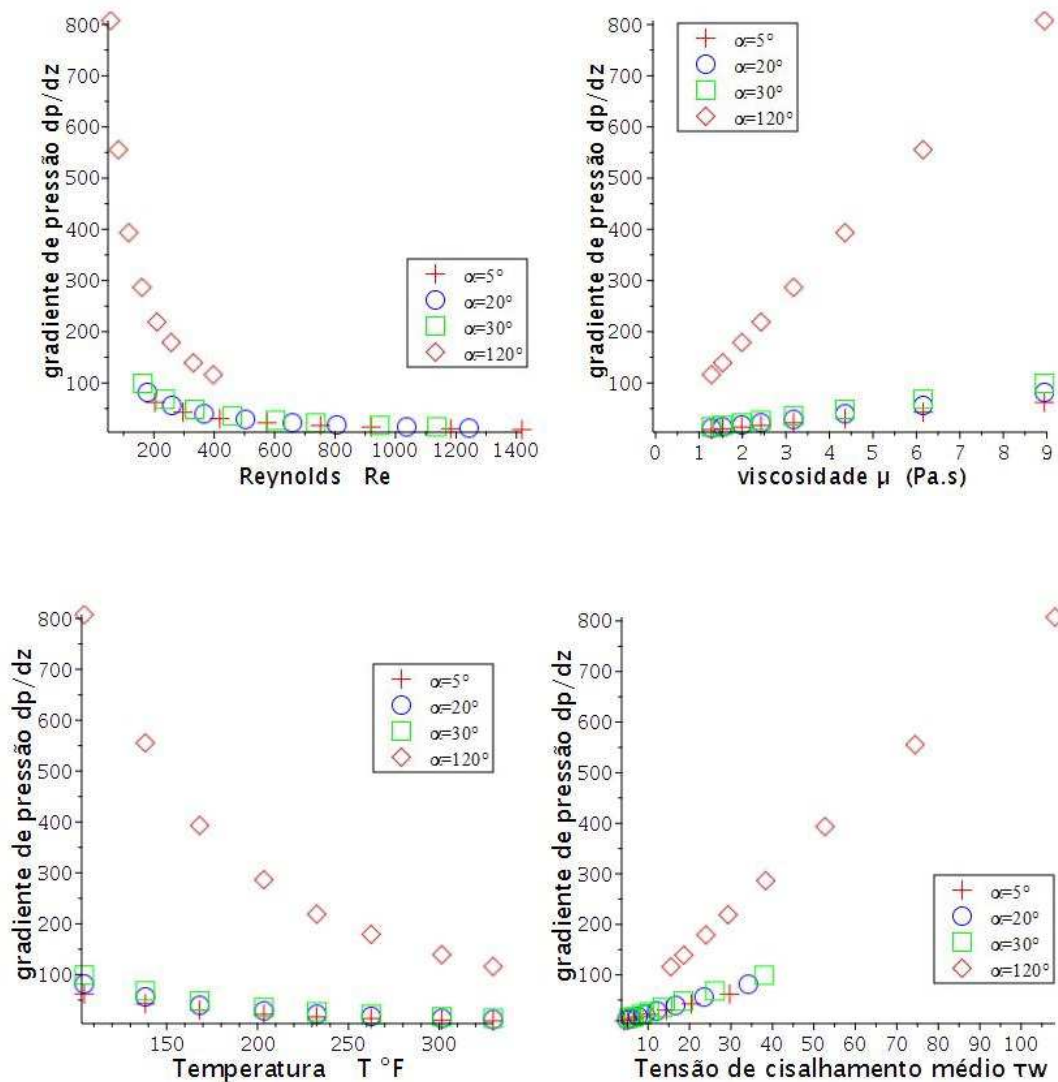 gradiente de pressão dp/dz
800
700
600
500
400
300
200
100
200 400 600 800 1000 1200 1400
Reynolds Re
α=5°
α=20°
α=30°
α=120°
gradiente de pressão dp/dz
800
700
600
500
400
300
200
100
0 1 2 3 4 5 6 7 8 9
viscosidade μ (Pa.s)
α=5°
α=20°
α=30°
α=120°
gradiente de pressão dp/dz
800
700
600
500
400
300
200
100
150 200 250 300
Temperatura T °F
α=5°
α=20°
α=30°
α=120°
gradiente de pressão dp/dz
800
700
600
500
400
300
200
100
10 20 30 40 50 60 70 80 90 100
Tensão de cisalhamento médio τw
α=5°
α=20°
α=30°
α=120°